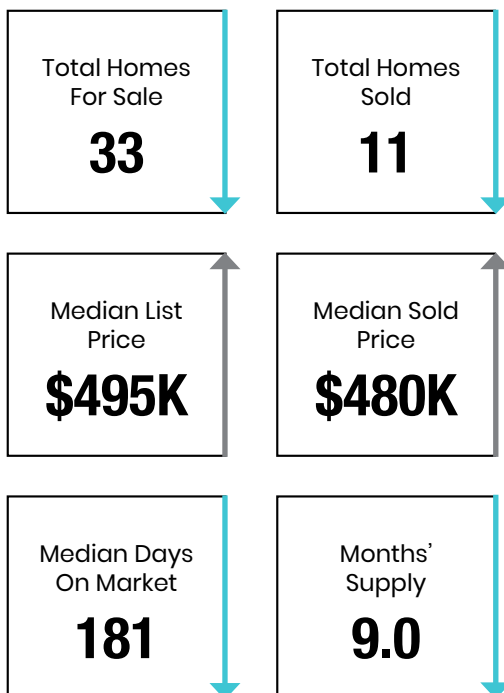 Total Homes
For Sale
33
Total Homes
Sold
11
Median List
Price
$495K
Median Sold
Price
$480K
Median Days
On Market
181
Months’
Supply
9.0